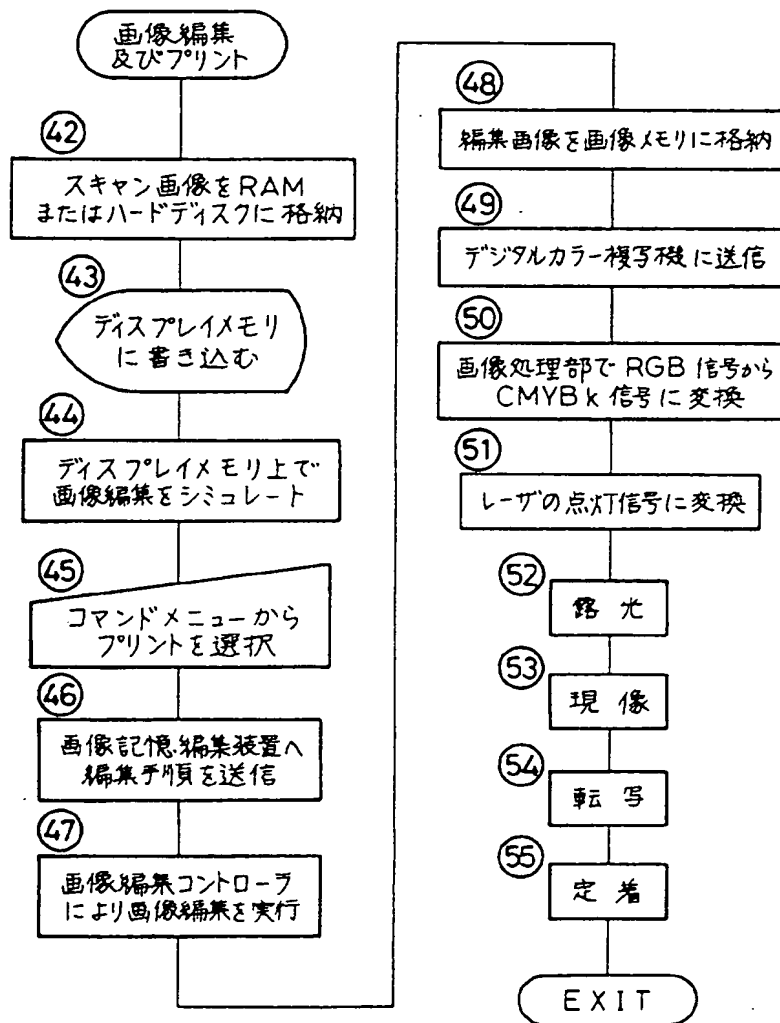 画像編集
及びプリント
42
スキャン画像をRAM
またはハードディスクに格納
43
ディスプレイメモリ
に書き込む
44
ディスプレイメモリ上で
画像編集をシミュレート
45
コマンドメニューから
プリントを選択
46
画像記憶編集装置へ
編集手順を送信
47
画像編集コントローラ
により画像編集を実行
48
編集画像を画像メモリに格納
49
デジタルカラー複写機に送信
50
画像処理部でRGB信号から
CMYBk信号に変換
51
レーザの点灯信号に変換
52
露光
53
現像
54
転写
55
定着
EXIT